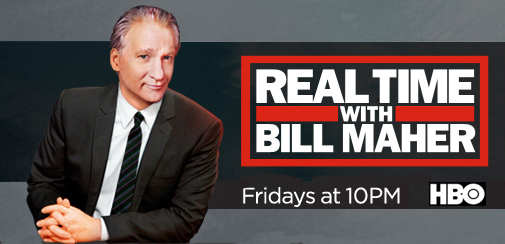 REAL TIME
WITH
BILL MAHER
Fridays at 10PM HBO